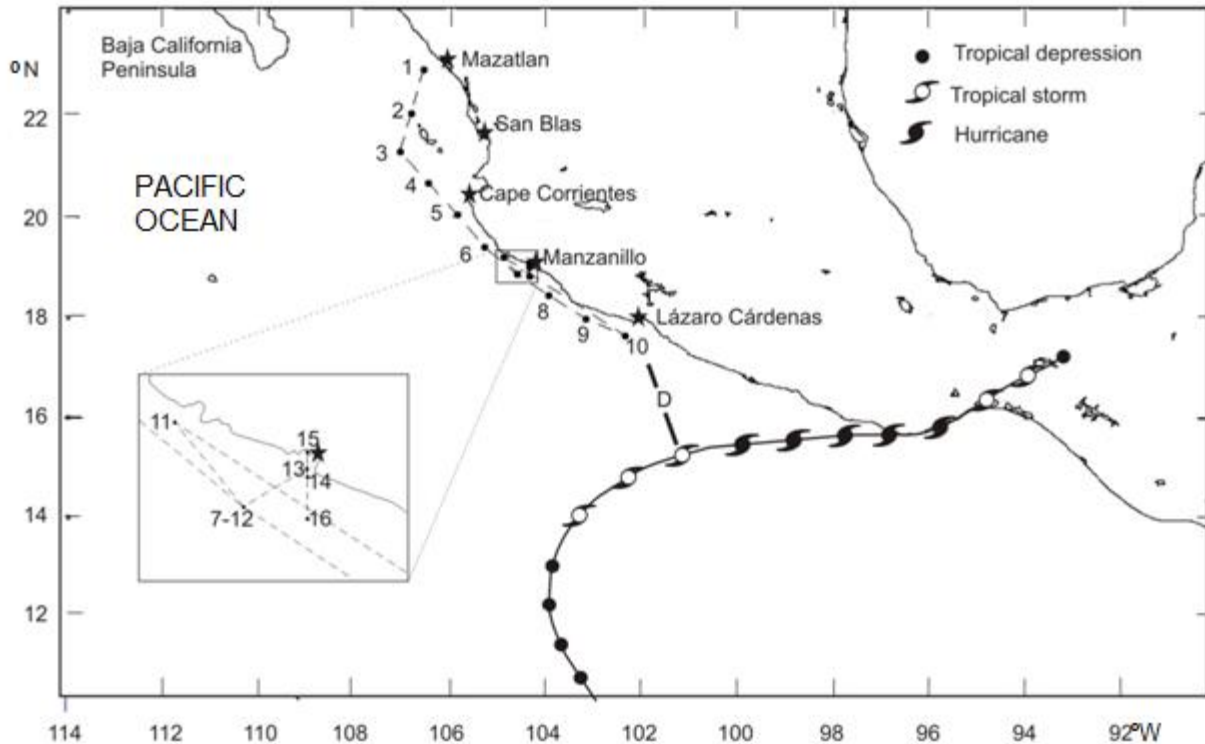 Baja California
Peninsula
Mazatlan
San Blas
Cape Corrientes
Manzanillo
Lázaro Cárdenas
PACIFIC
OCEAN
Tropical depression
Tropical storm
Hurricane
1
2
3
4
5
6
8
9
10
D
11
15
13
14
7-12
16
ºN
22
20
18
16
14
12
114
112
110
108
106
104
102
100
98
96
94
92ºW